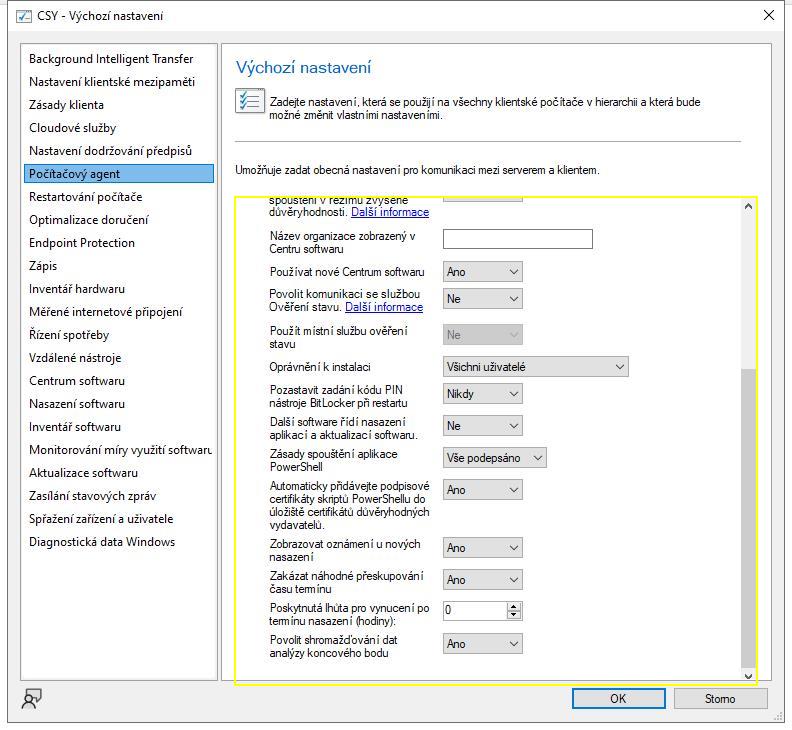 CSY - Výchozí nastavení
Background Intelligent Transfer
Nastavení klientské mezipaměti
Zásady klienta
Cloudové služby
Nastavení dodržování předpisů
Počítačový agent
Restartování počítače
Optimalizace doručení
Endpoint Protection
Zápis
Inventář hardwaru
Měřené internetové připojení
Řízení spotřeby
Vzdálené nástroje
Centrum softwaru
Nasazení softwaru
Inventář softwaru
Monitorování míry využití softwaru
Aktualizace softwaru
Zasílání stavových zpráv
Spřažení zařízení a uživatele
Diagnostická data Windows
Výchozí nastavení
Zadejte nastavení, která se použijí na všechny klientské počítače v hierarchii a která bude
možné změnit vlastními nastaveními.
Umožňuje zadat obecná nastavení pro komunikaci mezi serverem a klientem.
spouštění v režimu zvýšené
důvěryhodnosti. Další informace
Název organizace zobrazený v
Centru softwaru
Používat nové Centrum softwaru Ano
Povolit komunikaci se službou
Ověření stavu. Další informace
Ne
Použít místní službu ověření
stavu
Ne
Oprávnění k instalaci Všichni uživatelé
Pozastavit zadání kódu PIN
nástroje BitLocker při restartu
Nikdy
Další software řídí nasazení
aplikací a aktualizací softwaru.
Ne
Zásady spouštění aplikace
PowerShell
Vše podepsáno
Automaticky přidávejte podpisové
certifikáty skriptů PowerShellu do
úložiště certifikátů důvěryhodných
vydavatelů.
Ano
Zobrazovat oznámení u nových
nasazení
Ano
Zakázat náhodné přeskupování
času termínu
Ano
Poskytnutá lhůta pro vynucení po
termínu nasazení (hodiny):
0
Povolit shromažďování dat
analýzy koncového bodu
Ano
OK
Storno